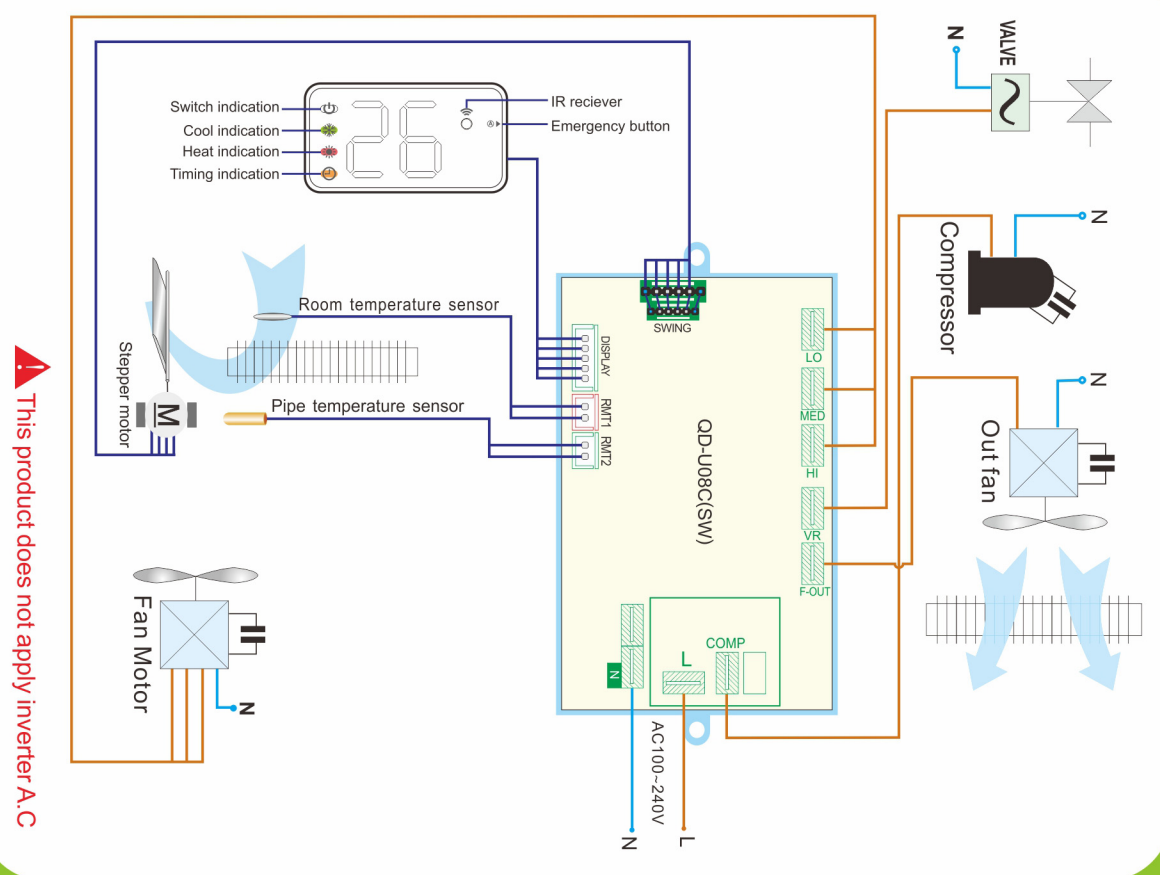 Switch indication
Cool indication
Heat indication
Timing indication
26
IR reciever
Emergency button
N
VALVE
N
Compressor
SWING
Room temperature sensor
DISPLAY
LO
Stepper motor
M
Pipe temperature sensor
RMT1
RMT2
MED
HI
N
Out fan
QD-U08C(SW)
VR
F-OUT
Fan Motor
N
COMP
L
N
AC100~240V
N
L
This product does not apply inverter A.C